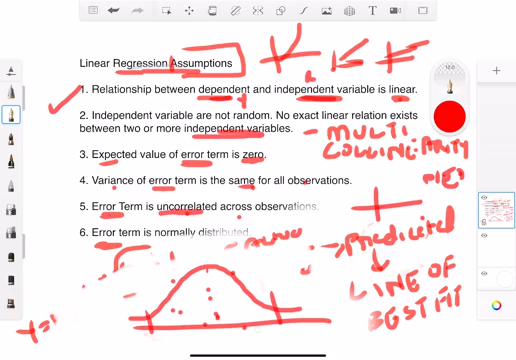 Linear Regression Assumptions
1. Relationship between dependent and independent variable is linear.
2. Independent variable are not random. No exact linear relation exists
between two or more independent variables.
- MULTI
COLLINE
ARITY
3. Expected value of error term is zero.
4. Variance of error term is the same for all observations.
5. Error Term is uncorrelated across observations.
6. Error term is normally distributed
Predicted
LINE OF
BEST FIT